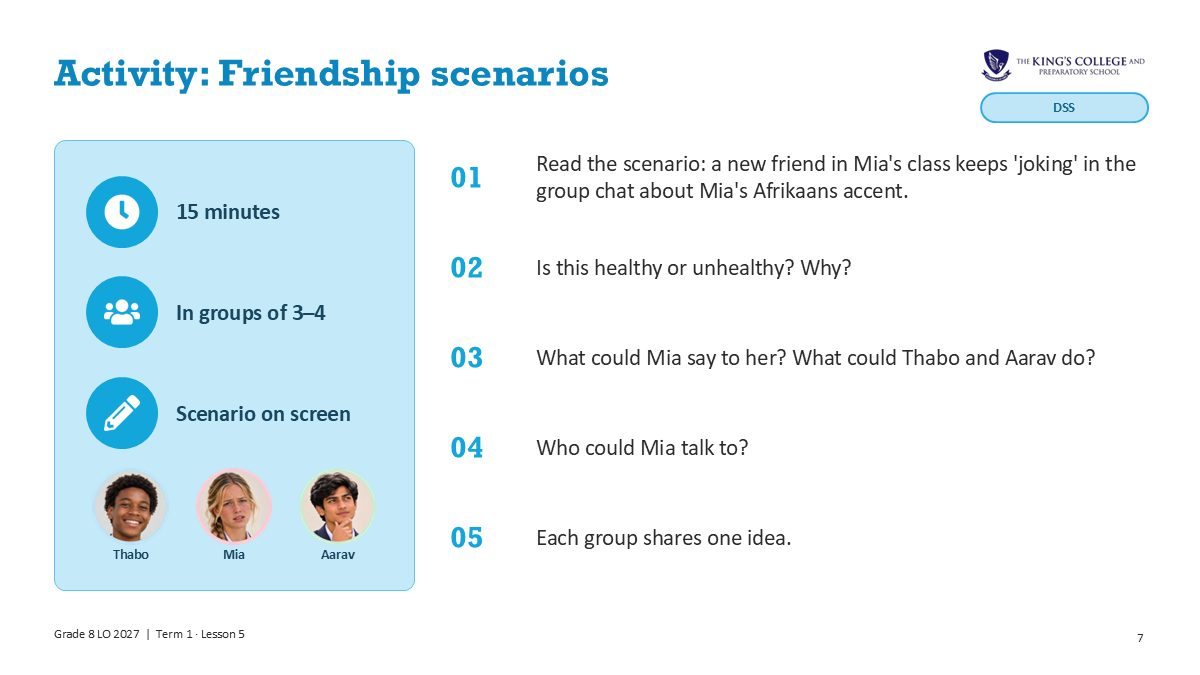 Activity: Friendship scenarios
THE KING'S COLLEGE AND
PREPARATORY SCHOOL
DSS
15 minutes
In groups of 3–4
Scenario on screen
Thabo
Mia
Aarav
01
Read the scenario: a new friend in Mia's class keeps 'joking' in the
group chat about Mia's Afrikaans accent.
02
Is this healthy or unhealthy? Why?
03
What could Mia say to her? What could Thabo and Aarav do?
04
Who could Mia talk to?
05
Each group shares one idea.
Grade 8 LO 2027 | Term 1 · Lesson 5
7